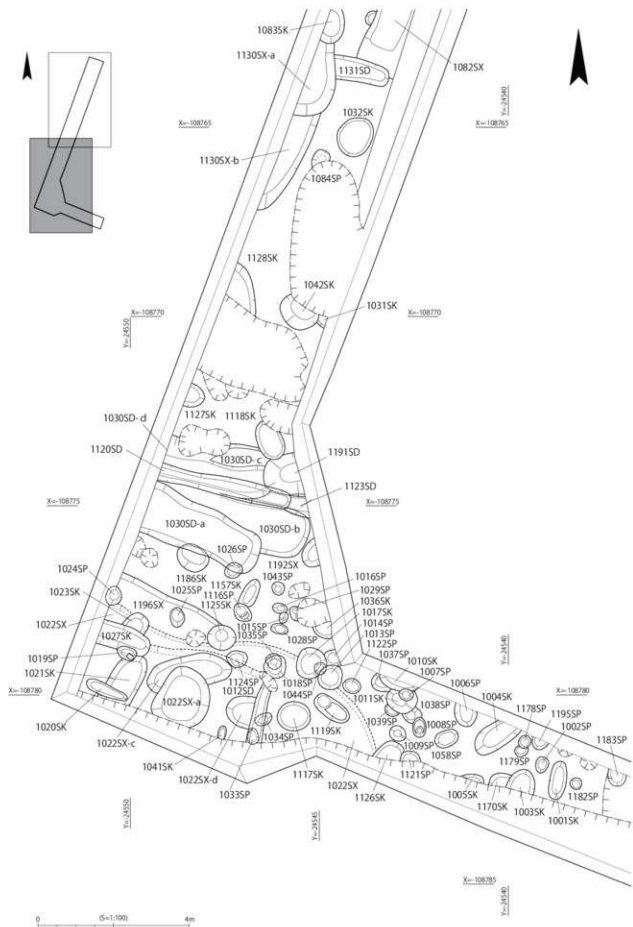 1083SK
1130SX-a
1131SD
1082SX
Y=-24540
X=-108765
X=-108765
1032SK
1130SX-b
1084SP
1128SK
1042SK
1031SK
X=-108770
X=-108770
Y=-24550
1127SK
1118SK
1030SD-d
1030SD-c
1191SD
1120SD
1123SD
X=-108775
X=-108775
1030SD-a
1030SD-b
1026SP
1024SP
1186SK
1192SX
1043SP
1016SP
1157SK
1029SP
1023SK
1025SP
1116SP
1036SK
1196SX
1125SK
1017SK
1022SX
1015SP
1014SP
1035SP
1013SP
1027SK
1028SP
1122SP
1037SP
Y=-24540
1019SP
1010SK
1124SP
1018SP
1007SP
1021SK
1012SD
1006SP
1004SK
X=-108780
1044SP
1011SK
1038SP
X=-108780
1022SX-a
1178SP
1195SP
1039SP
1008SP
1002SP
1183SP
1020SK
1034SP
1119SK
1009SP
1179SP
1022SX-c
1058SP
1041SK
1022SX-d
1117SK
1022SX
1121SP
1005SK
1182SP
1033SP
1126SK
1170SK
1003SK
1001SK
Y=-24550
Y=-24545
X=-108785
Y=-24540
0
(S=1:100)
4m